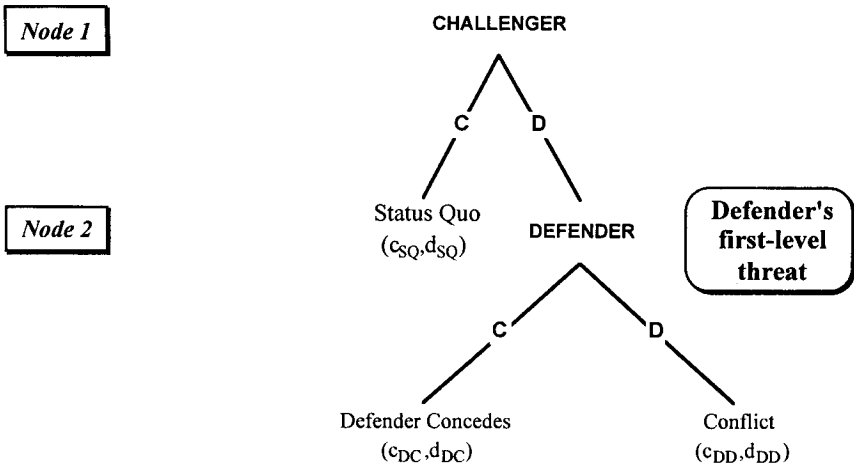 Node 1
CHALLENGER
C
D
Status Quo
(cSQ,dSQ)
Node 2
DEFENDER
Defender's
first-level
threat
C
D
Defender Concedes
(cDC,dDC)
Conflict
(cDD,dDD)